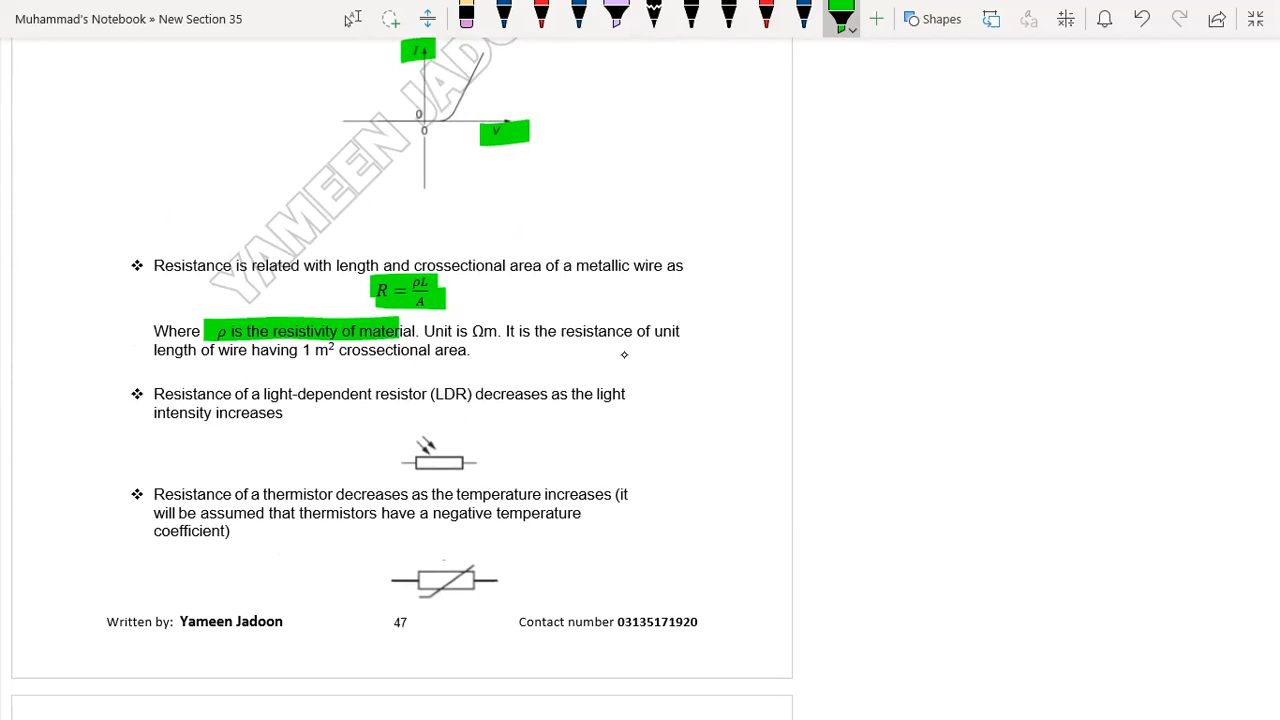 Muhammad's Notebook » New Section 35
Shapes
I
YAMEEN JADO
0
0
V
❖ Resistance is related with length and crossectional area of a metallic wire as
R = ρL/A
Where ρ is the resistivity of material. Unit is Ωm. It is the resistance of unit
length of wire having 1 m² crossectional area.
❖ Resistance of a light-dependent resistor (LDR) decreases as the light
intensity increases
❖ Resistance of a thermistor decreases as the temperature increases (it
will be assumed that thermistors have a negative temperature
coefficient)
Written by: Yameen Jadoon 47 Contact number 03135171920